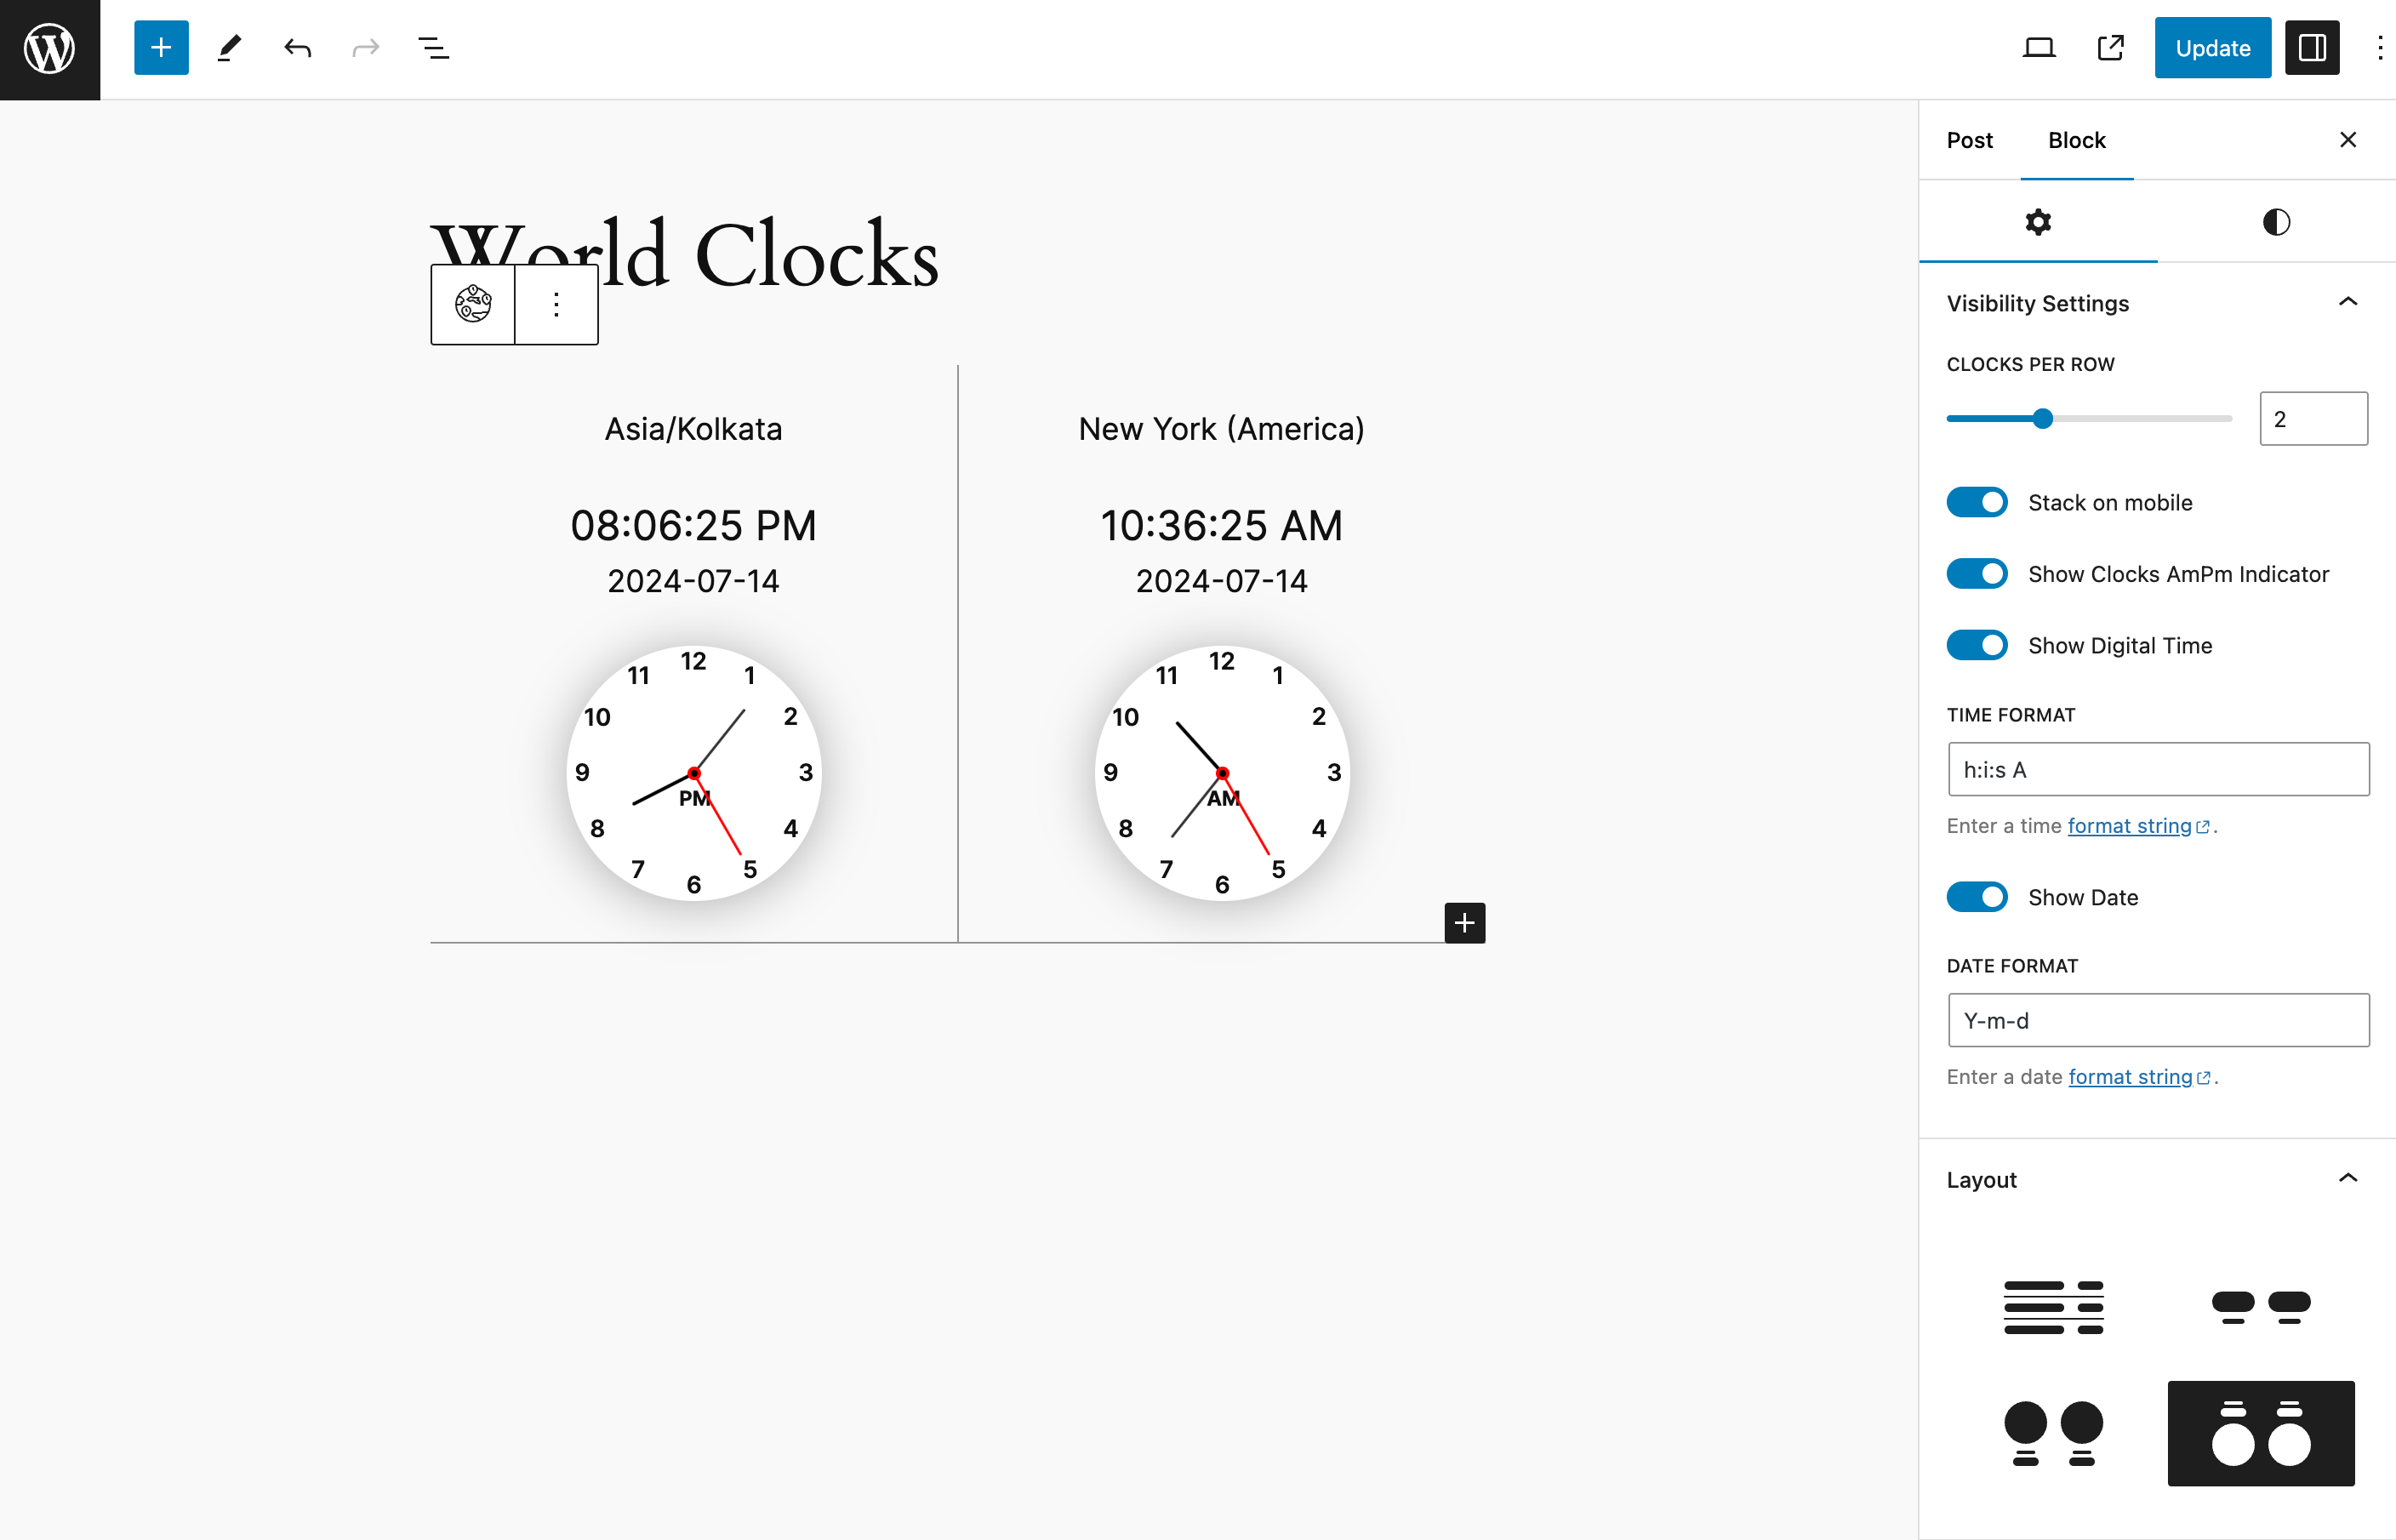 Update
Post
Block
World Clocks
Asia/Kolkata
08:06:25 PM
2024-07-14
12
11
1
10
2
9
3
PM
8
4
7
5
6
New York (America)
10:36:25 AM
2024-07-14
12
11
1
10
2
9
3
AM
8
4
7
5
6
Visibility Settings
CLOCKS PER ROW
2
Stack on mobile
Show Clocks AmPm Indicator
Show Digital Time
TIME FORMAT
h:i:s A
Enter a time format string.
Show Date
DATE FORMAT
Y-m-d
Enter a date format string.
Layout